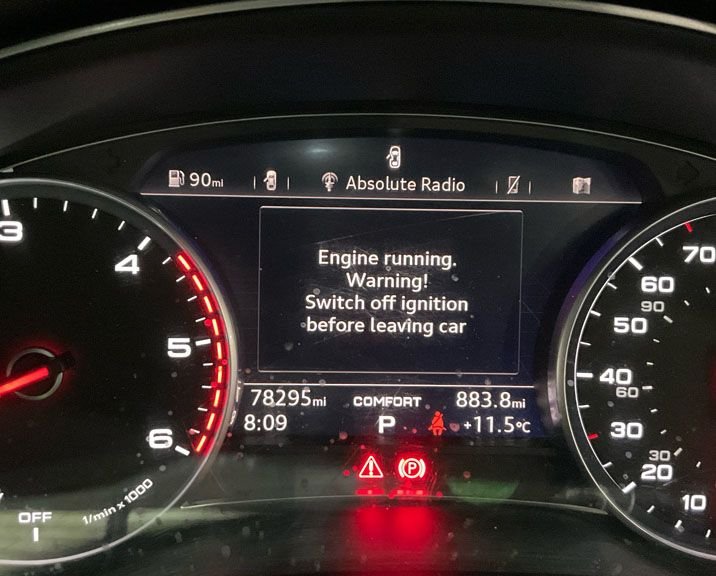 90mi
Absolute Radio
Engine running.
Warning!
Switch off ignition
before leaving car
78295mi
COMFORT
883.8mi
8:09
P
+11.5°C
P
3
4
5
6
1/min x 1000
OFF
70
60
90
50
40
60
30
30
20
10